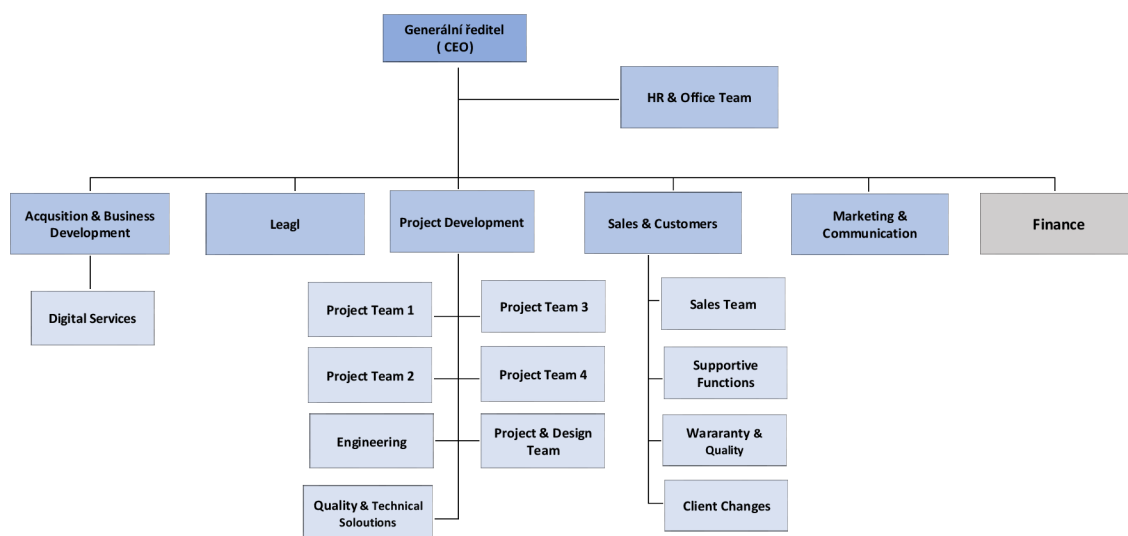 Generální ředitel
( CEO)
HR & Office Team
Acqusition & Business
Development
Leagl
Project Development
Sales & Customers
Marketing &
Communication
Finance
Digital Services
Project Team 1
Project Team 3
Sales Team
Project Team 2
Project Team 4
Supportive
Functions
Engineering
Project & Design
Team
Wararanty &
Quality
Quality & Technical
Soloutions
Client Changes